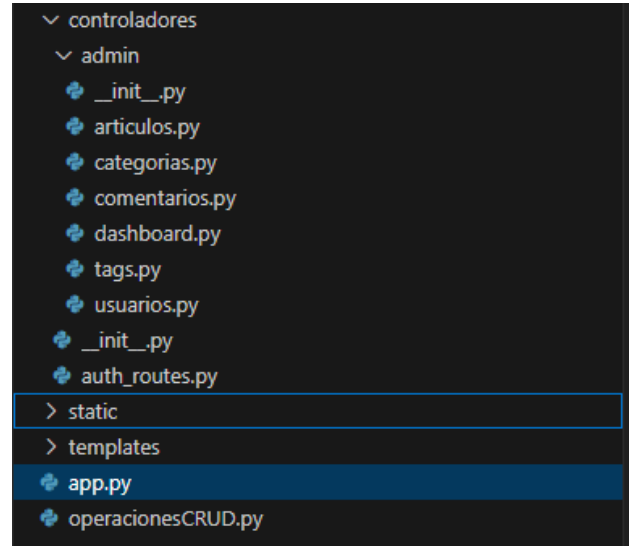 controladores
admin
__init__.py
articulos.py
categorias.py
comentarios.py
dashboard.py
tags.py
usuarios.py
__init__.py
auth_routes.py
static
templates
app.py
operacionesCRUD.py